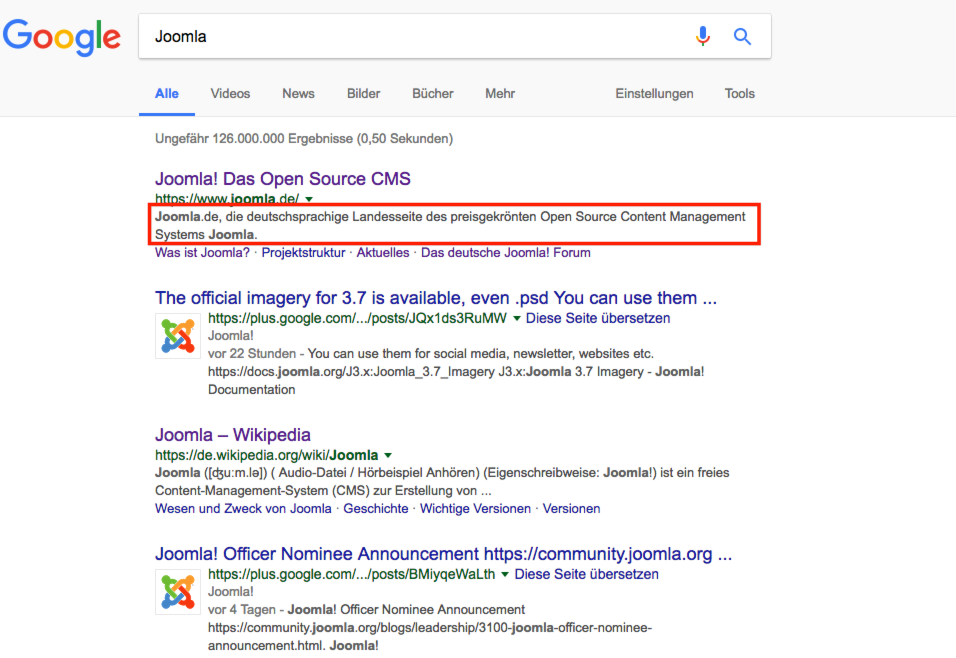 Google
Joomla
Alle Videos News Bilder Bücher Mehr Einstellungen Tools
Ungefähr 126.000.000 Ergebnisse (0,50 Sekunden)
Joomla! Das Open Source CMS
https://www.joomla.de/
Joomla.de, die deutschsprachige Landesseite des preisgekrönten Open Source Content Management
Systems Joomla.
Was ist Joomla? · Projektstruktur · Aktuelles · Das deutsche Joomla! Forum
The official imagery for 3.7 is available, even .psd You can use them ...
https://plus.google.com/.../posts/JQx1ds3RuMW Diese Seite übersetzen
Joomla!
vor 22 Stunden - You can use them for social media, newsletter, websites etc.
https://docs.joomla.org/J3.x:Joomla_3.7_Imagery J3.x:Joomla 3.7 Imagery - Joomla!
Documentation
Joomla – Wikipedia
https://de.wikipedia.org/wiki/Joomla
Joomla ([dʒuːm.lə]) ( Audio-Datei / Hörbeispiel Anhören) (Eigenschreibweise: Joomla!) ist ein freies
Content-Management-System (CMS) zur Erstellung von ...
Wesen und Zweck von Joomla · Geschichte · Wichtige Versionen · Versionen
Joomla! Officer Nominee Announcement https://community.joomla.org ...
https://plus.google.com/.../posts/BMiyqeWaLth Diese Seite übersetzen
Joomla!
vor 4 Tagen - Joomla! Officer Nominee Announcement
https://community.joomla.org/blogs/leadership/3100-joomla-officer-nominee-
announcement.html. Joomla!